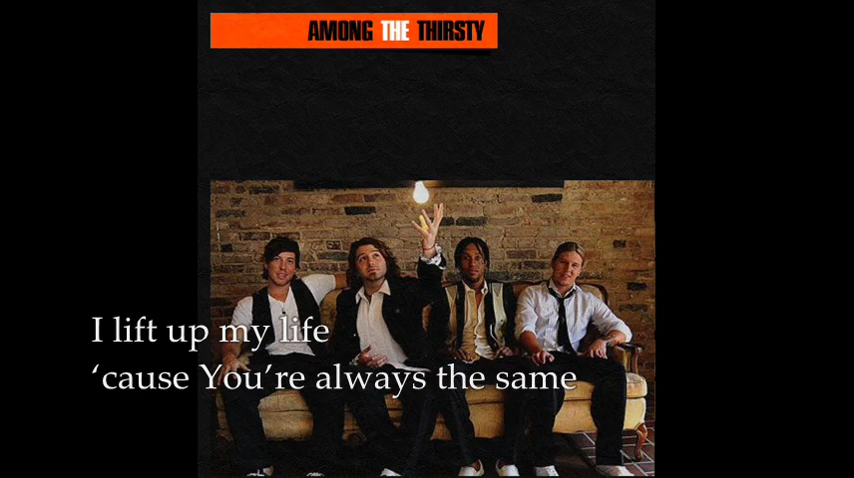 AMONG THE THIRSTY
I lift up my life
‘cause You’re always the same